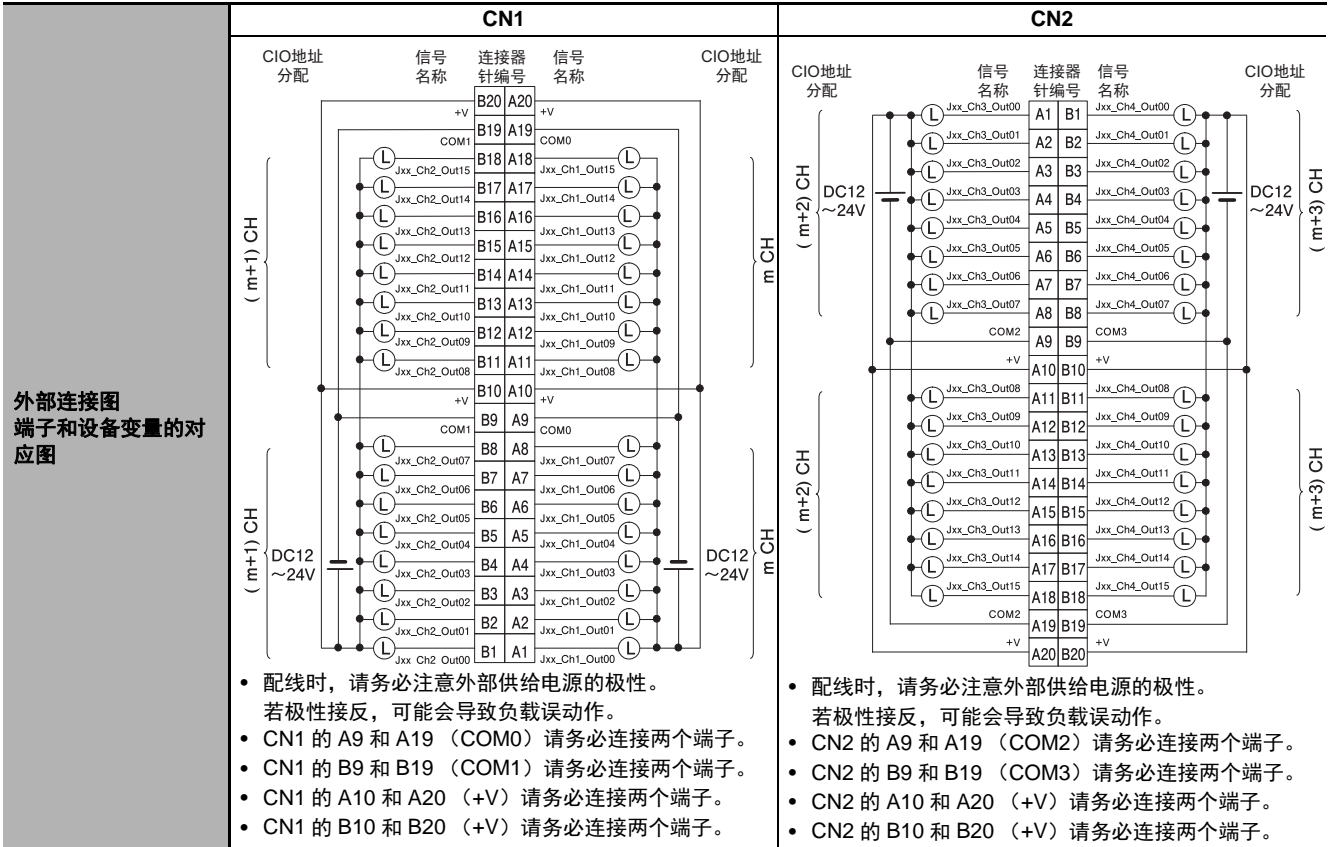 外部连接图
端子和设备变量的对
应图
CN1
CIO地址
分配
信号
名称
连接器
针编号
信号
名称
CIO地址
分配
+V B20 A20 +V
COM1 B19 A19 COM0
L Jxx_Ch2_Out15 B18 A18 Jxx_Ch1_Out15 L
L Jxx_Ch2_Out14 B17 A17 Jxx_Ch1_Out14 L
L Jxx_Ch2_Out13 B16 A16 Jxx_Ch1_Out13 L
L Jxx_Ch2_Out12 B15 A15 Jxx_Ch1_Out12 L
L Jxx_Ch2_Out11 B14 A14 Jxx_Ch1_Out11 L
L Jxx_Ch2_Out10 B13 A13 Jxx_Ch1_Out10 L
L Jxx_Ch2_Out09 B12 A12 Jxx_Ch1_Out09 L
L Jxx_Ch2_Out08 B11 A11 Jxx_Ch1_Out08 L
( m+1) CH
m CH
+V B10 A10 +V
COM1 B9 A9 COM0
L Jxx_Ch2_Out07 B8 A8 Jxx_Ch1_Out07 L
L Jxx_Ch2_Out06 B7 A7 Jxx_Ch1_Out06 L
L Jxx_Ch2_Out05 B6 A6 Jxx_Ch1_Out05 L
L Jxx_Ch2_Out04 B5 A5 Jxx_Ch1_Out04 L
L Jxx_Ch2_Out03 B4 A4 Jxx_Ch1_Out03 L
L Jxx_Ch2_Out02 B3 A3 Jxx_Ch1_Out02 L
L Jxx_Ch2_Out01 B2 A2 Jxx_Ch1_Out01 L
L Jxx_Ch2_Out00 B1 A1 Jxx_Ch1_Out00 L
( m+1) CH
DC12
～24V
DC12
～24V
m CH
• 配线时，请务必注意外部供给电源的极性。
若极性接反，可能会导致负载误动作。
• CN1 的 A9 和 A19 （COM0）请务必连接两个端子。
• CN1 的 B9 和 B19 （COM1）请务必连接两个端子。
• CN1 的 A10 和 A20 （+V）请务必连接两个端子。
• CN1 的 B10 和 B20 （+V）请务必连接两个端子。
CN2
CIO地址
分配
信号
名称
连接器
针编号
信号
名称
CIO地址
分配
L Jxx_Ch3_Out00 A1 B1 Jxx_Ch4_Out00 L
L Jxx_Ch3_Out01 A2 B2 Jxx_Ch4_Out01 L
L Jxx_Ch3_Out02 A3 B3 Jxx_Ch4_Out02 L
L Jxx_Ch3_Out03 A4 B4 Jxx_Ch4_Out03 L
L Jxx_Ch3_Out04 A5 B5 Jxx_Ch4_Out04 L
L Jxx_Ch3_Out05 A6 B6 Jxx_Ch4_Out05 L
L Jxx_Ch3_Out06 A7 B7 Jxx_Ch4_Out06 L
L Jxx_Ch3_Out07 A8 B8 Jxx_Ch4_Out07 L
( m+2) CH
DC12
～24V
DC12
～24V
( m+3) CH
COM2 A9 B9 COM3
+V A10 B10 +V
L Jxx_Ch3_Out08 A11 B11 Jxx_Ch4_Out08 L
L Jxx_Ch3_Out09 A12 B12 Jxx_Ch4_Out09 L
L Jxx_Ch3_Out10 A13 B13 Jxx_Ch4_Out10 L
L Jxx_Ch3_Out11 A14 B14 Jxx_Ch4_Out11 L
L Jxx_Ch3_Out12 A15 B15 Jxx_Ch4_Out12 L
L Jxx_Ch3_Out13 A16 B16 Jxx_Ch4_Out13 L
L Jxx_Ch3_Out14 A17 B17 Jxx_Ch4_Out14 L
L Jxx_Ch3_Out15 A18 B18 Jxx_Ch4_Out15 L
( m+2) CH
( m+3) CH
COM2 A19 B19 COM3
+V A20 B20 +V
• 配线时，请务必注意外部供给电源的极性。
若极性接反，可能会导致负载误动作。
• CN2 的 A9 和 A19 （COM2）请务必连接两个端子。
• CN2 的 B9 和 B19 （COM3）请务必连接两个端子。
• CN2 的 A10 和 A20 （+V）请务必连接两个端子。
• CN2 的 B10 和 B20 （+V）请务必连接两个端子。